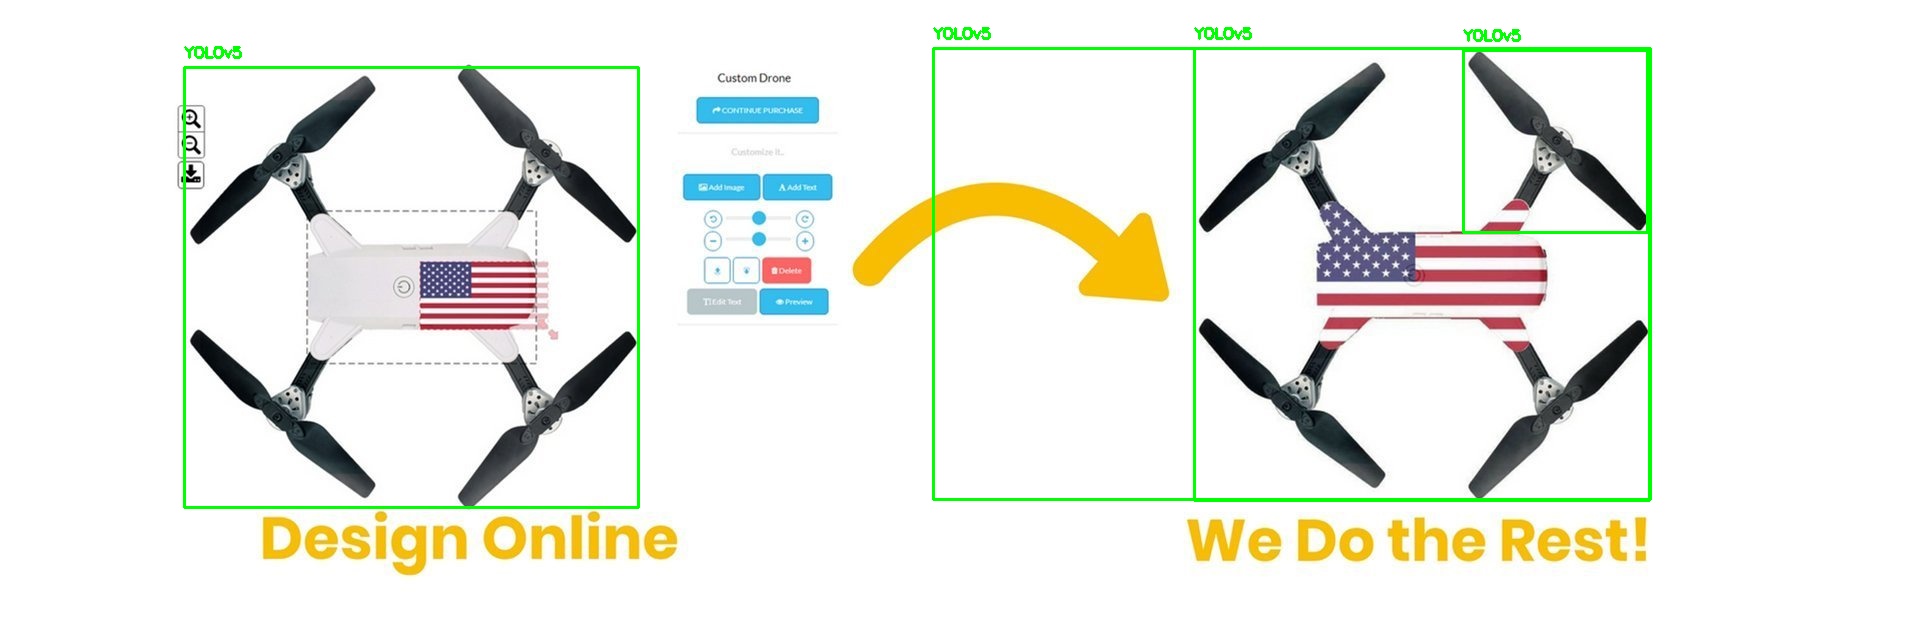 YOLOv5
YOLOv5
YOLOv5
YOLOv5
Custom Drone
CONTINUE PURCHASE
Customize it..
Add Image
Add Text
Delete
Edit Text
Preview
Design Online
We Do the Rest!